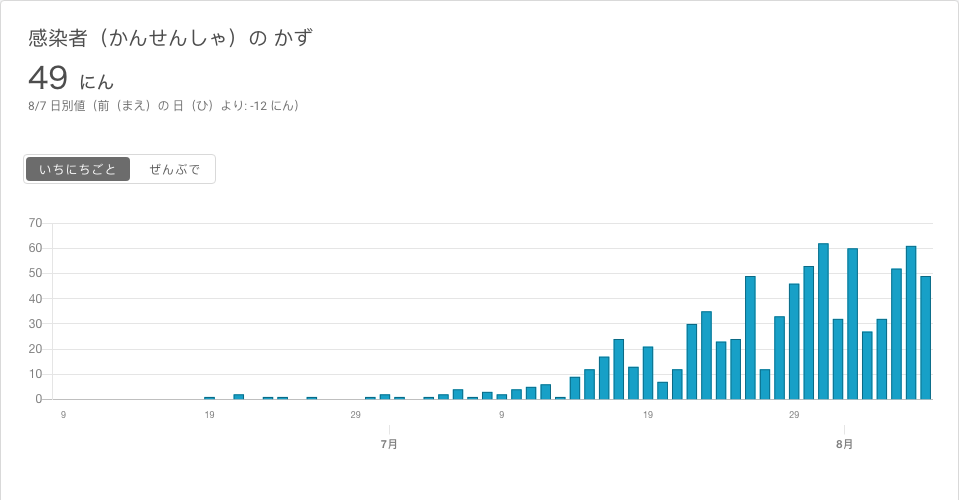 感染者（かんせんしゃ）の かず
49 にん
8/7 日別値（前（まえ）の 日（ひ）より: -12 にん）
いちにちごと ぜんぶで
70
60
50
40
30
20
10
0
9 19 29 9 19 29
7月 8月